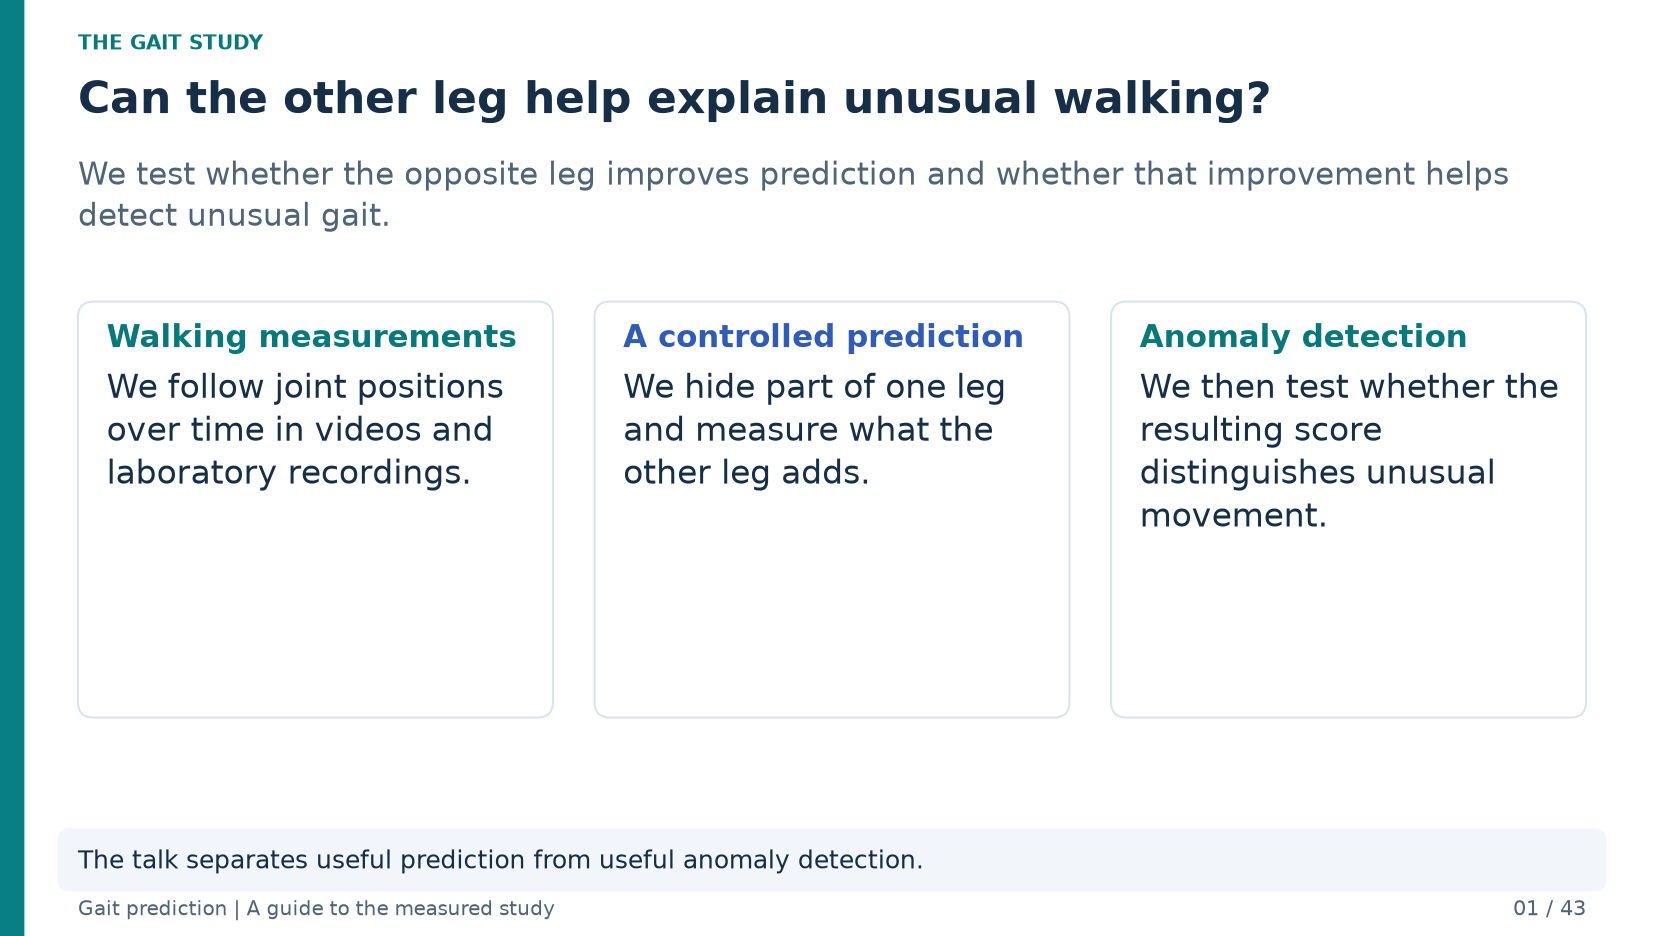 THE GAIT STUDY
Can the other leg help explain unusual walking?
We test whether the opposite leg improves prediction and whether that improvement helps
detect unusual gait.
Walking measurements
We follow joint positions
over time in videos and
laboratory recordings.
A controlled prediction
We hide part of one leg
and measure what the
other leg adds.
Anomaly detection
We then test whether the
resulting score
distinguishes unusual
movement.
The talk separates useful prediction from useful anomaly detection.
Gait prediction | A guide to the measured study
01 / 43